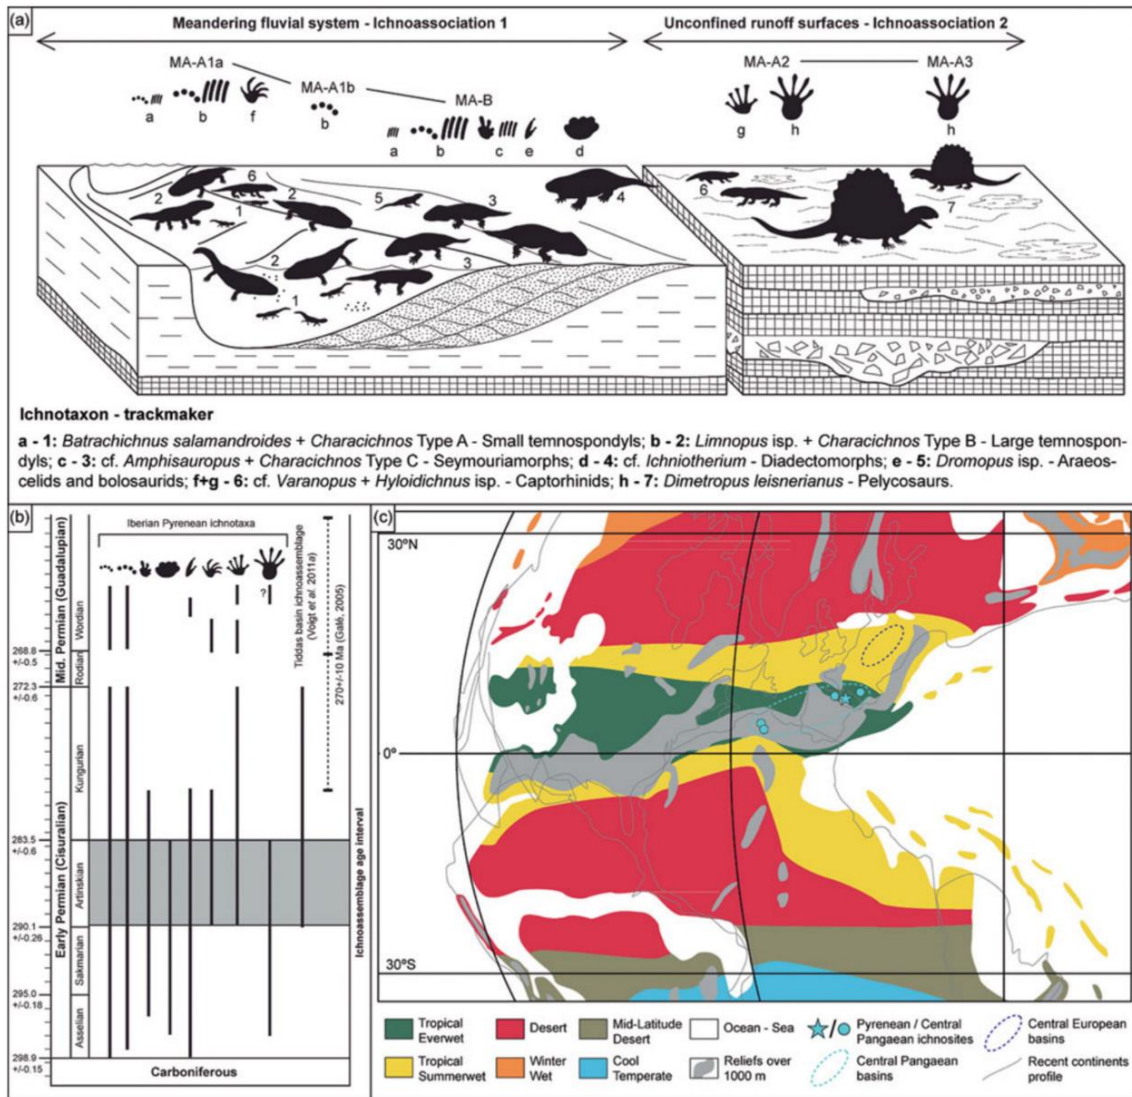 (a)
Meandering fluvial system - Ichnoassociation 1
Unconfined runoff surfaces - Ichnoassociation 2
MA-A1a
MA-A1b
MA-B
MA-A2
MA-A3
a
b
f
b
a
b
c
e
d
g
h
h
6
2
2
1
5
3
4
2
3
1
6
7
Ichnotaxon - trackmaker
a - 1: Batrachichnus salamandroides + Characichnos Type A - Small temnospondyls; b - 2: Limnopus isp. + Characichnos Type B - Large temnospon-
dyls; c - 3: cf. Amphisauropus + Characichnos Type C - Seymouriamorphs; d - 4: cf. Ichniotherium - Diadectomorphs; e - 5: Dromopus isp. - Araeos-
celids and bolosaurids; f+g - 6: cf. Varanopus + Hyloidichnus isp. - Captorhinids; h - 7: Dimetropus leisnerianus - Pelycosaurs.
(b)
Iberian Pyrenean ichnotaxa
?
Mid. Permian (Guadalupian)
Wordian
268.8
+/-0.5
Rodian
272.3
+/-0.6
Early Permian (Cisuralian)
Kungurian
283.5
+/-0.6
Artinskian
290.1
+/-0.26
Sakmarian
295.0
+/-0.18
Asselian
298.9
+/-0.15
Carboniferous
Tiddas basin ichnoassemblage
(Voigt et al. 2011a)
270+/-10 Ma (Galé, 2005)
Ichnoassemblage age interval
(c)
30ºN
0º
30ºS
Tropical
Everwet
Desert
Mid-Latitude
Desert
Ocean - Sea
Pyrenean / Central
Pangaean ichnosites
Central European
basins
Tropical
Summerwet
Winter
Wet
Cool
Temperate
Reliefs over
1000 m
Central Pangaean
basins
Recent continents
profile